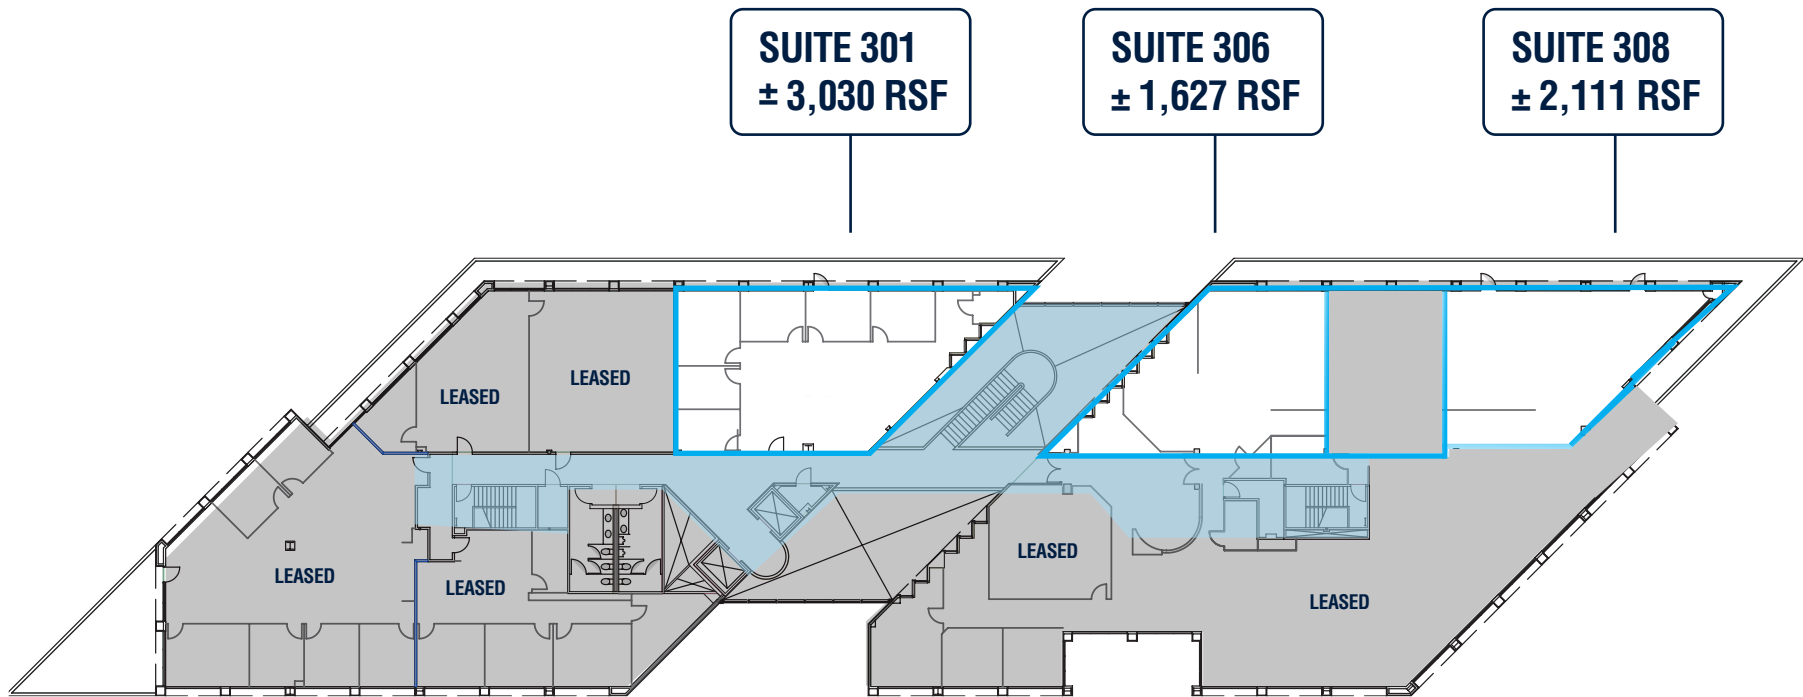 SUITE 301
± 3,030 RSF
SUITE 306
± 1,627 RSF
SUITE 308
± 2,111 RSF
LEASED
LEASED
LEASED
LEASED
LEASED
LEASED